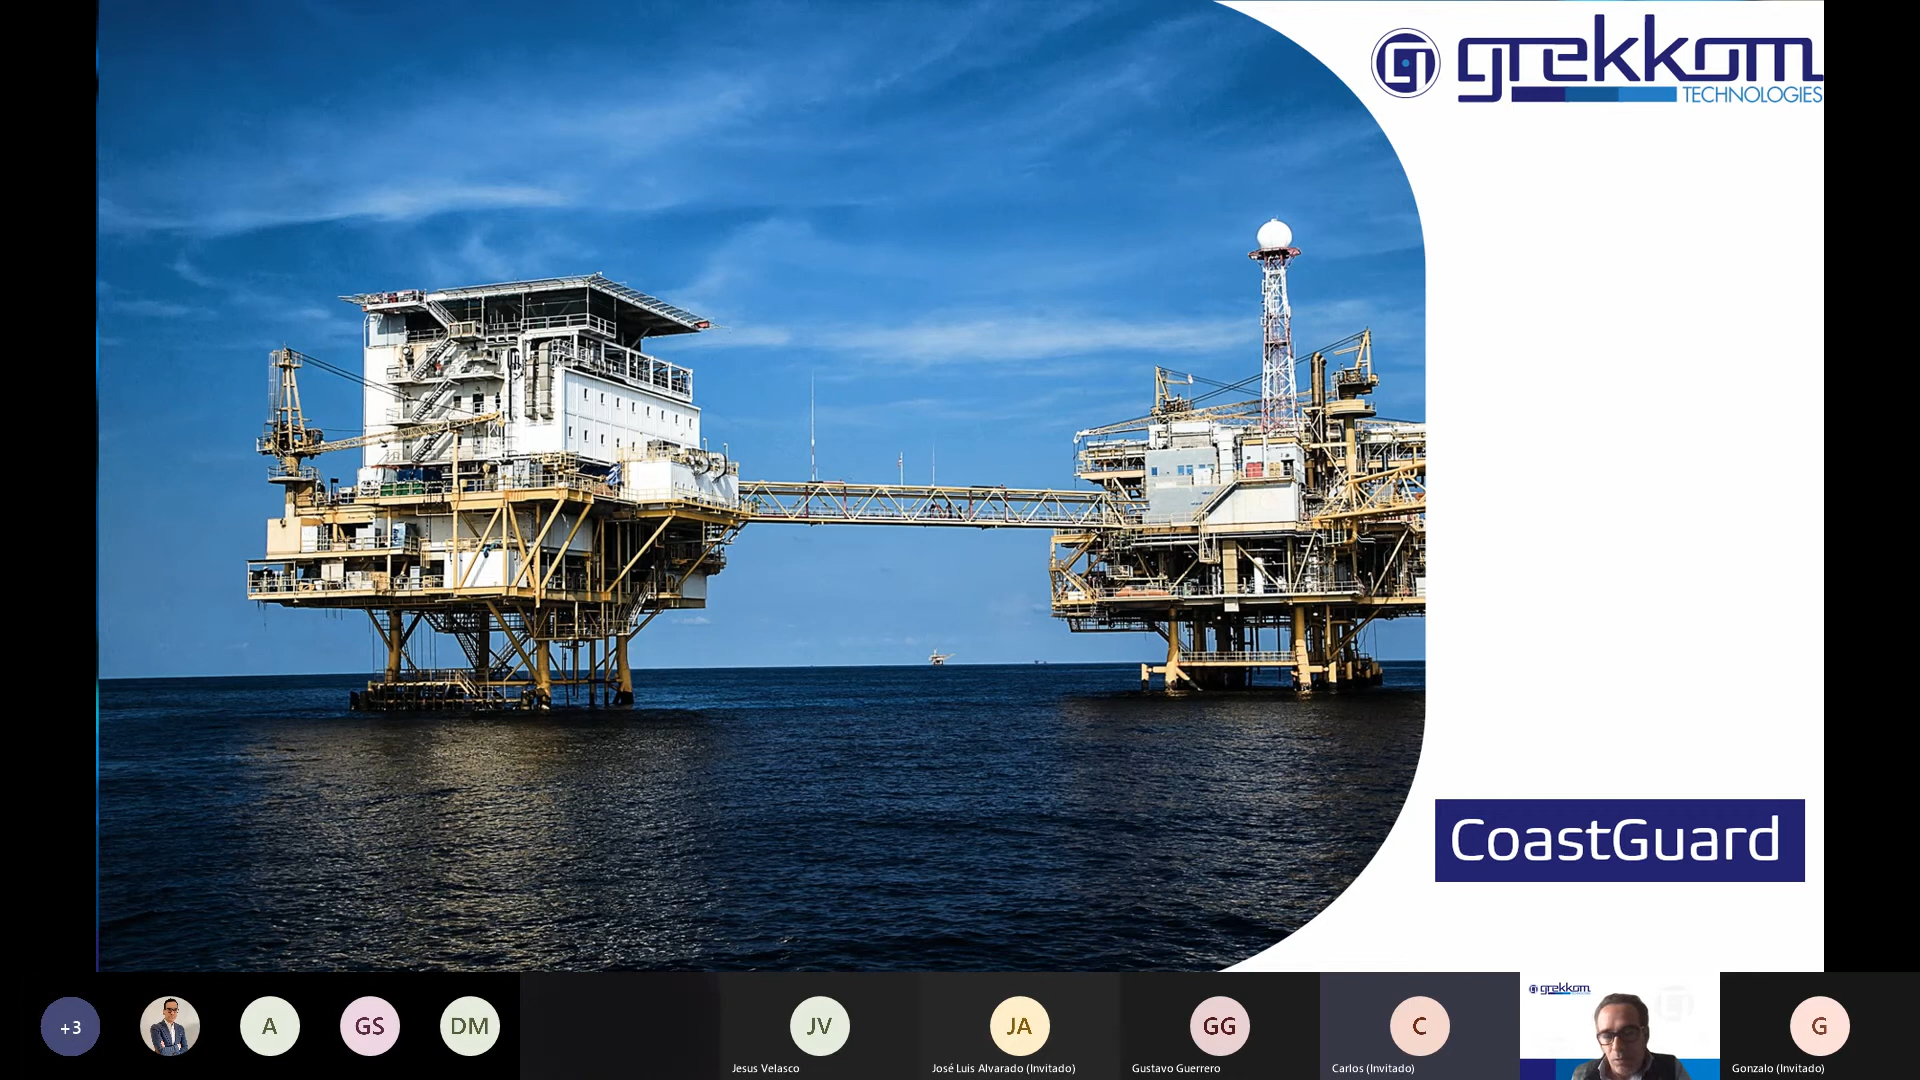 grekkom
TECHNOLOGIES
CoastGuard
+3
A
GS
DM
JV
Jesus Velasco
JA
José Luis Alvarado (Invitado)
GG
Gustavo Guerrero
C
Carlos (Invitado)
grekkom
G
Gonzalo (Invitado)